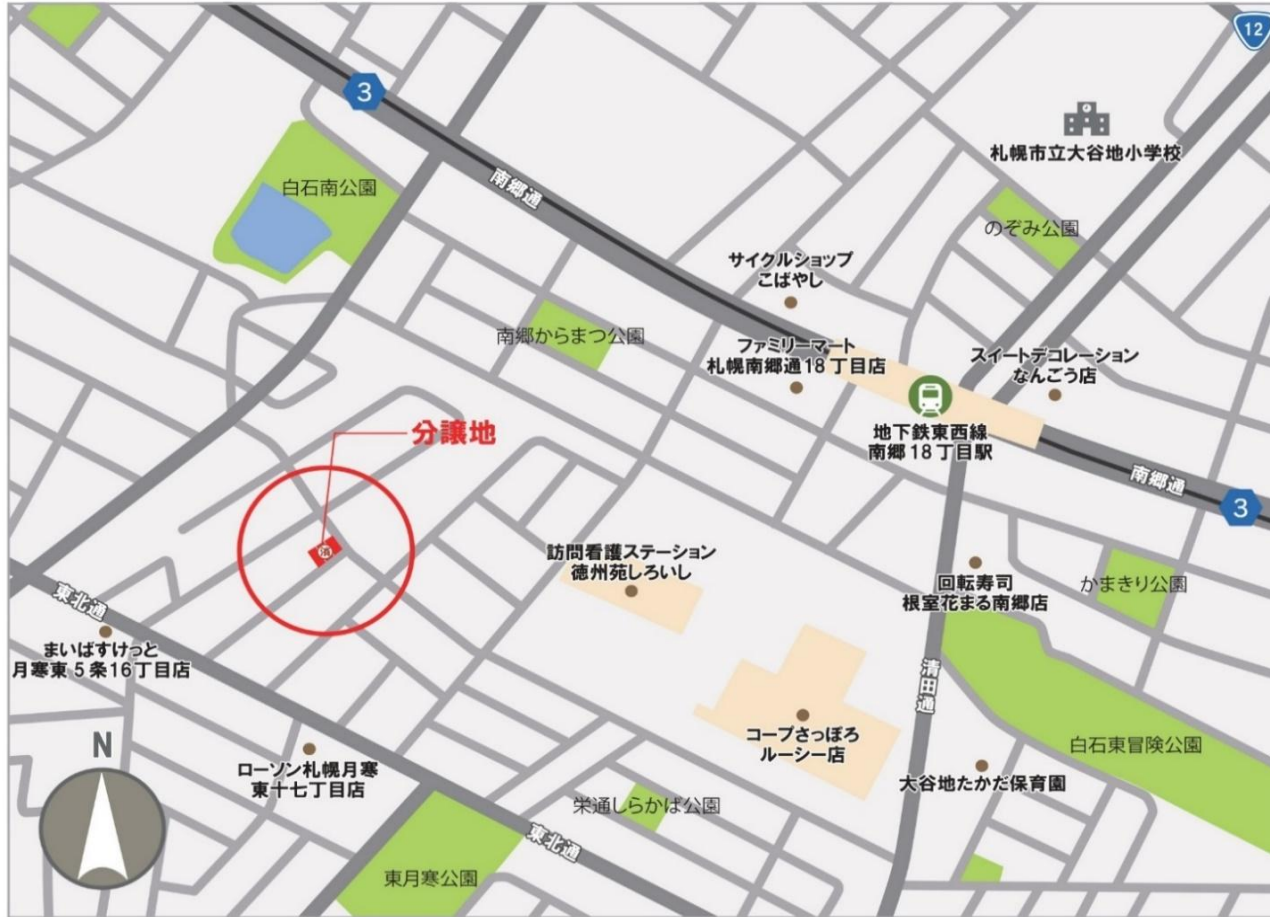 12
3
札幌市立大谷地小学校
南郷通
白石南公園
のぞみ公園
サイクルショップ
こばやし
南郷からまつ公園
ファミリーマート
札幌南郷通18丁目店
スイートデコレーション
なんごう店
地下鉄東西線
南郷18丁目駅
分譲地
南郷通
3
訪問看護ステーション
徳州苑しろいし
回転寿司
根室花まる南郷店
かまきり公園
東北通
まいばすけっと
月寒東5条16丁目店
清田通
N
コープさっぽろ
ルーシー店
白石東冒険公園
ローソン札幌月寒
東十七丁目店
大谷地たかだ保育園
栄通しらかば公園
東北通
東月寒公園